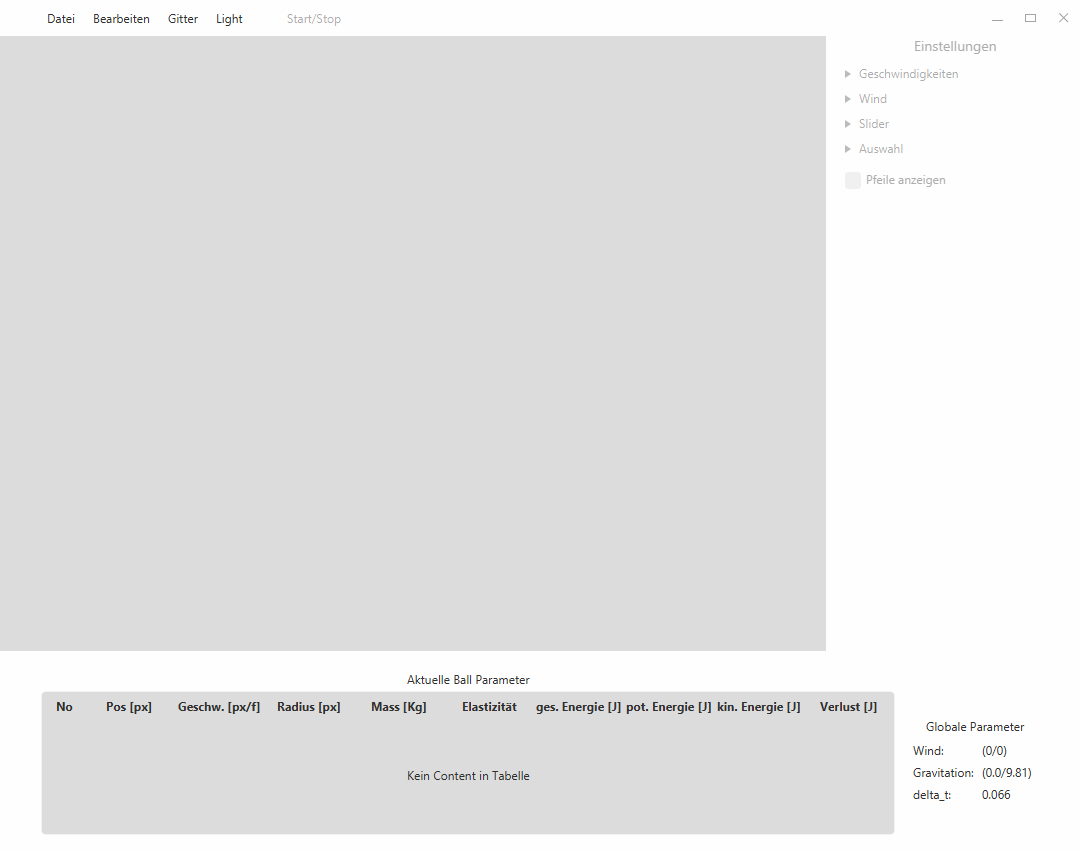 Datei Bearbeiten Gitter Light Start/Stop
Einstellungen
Geschwindigkeiten
Wind
Slider
Auswahl
Pfeile anzeigen
Aktuelle Ball Parameter
No Pos [px] Geschw. [px/f] Radius [px] Mass [Kg] Elastizität ges. Energie [J] pot. Energie [J] kin. Energie [J] Verlust [J]
Kein Content in Tabelle
Globale Parameter
Wind: (0/0)
Gravitation: (0.0/9.81)
delta_t: 0.066